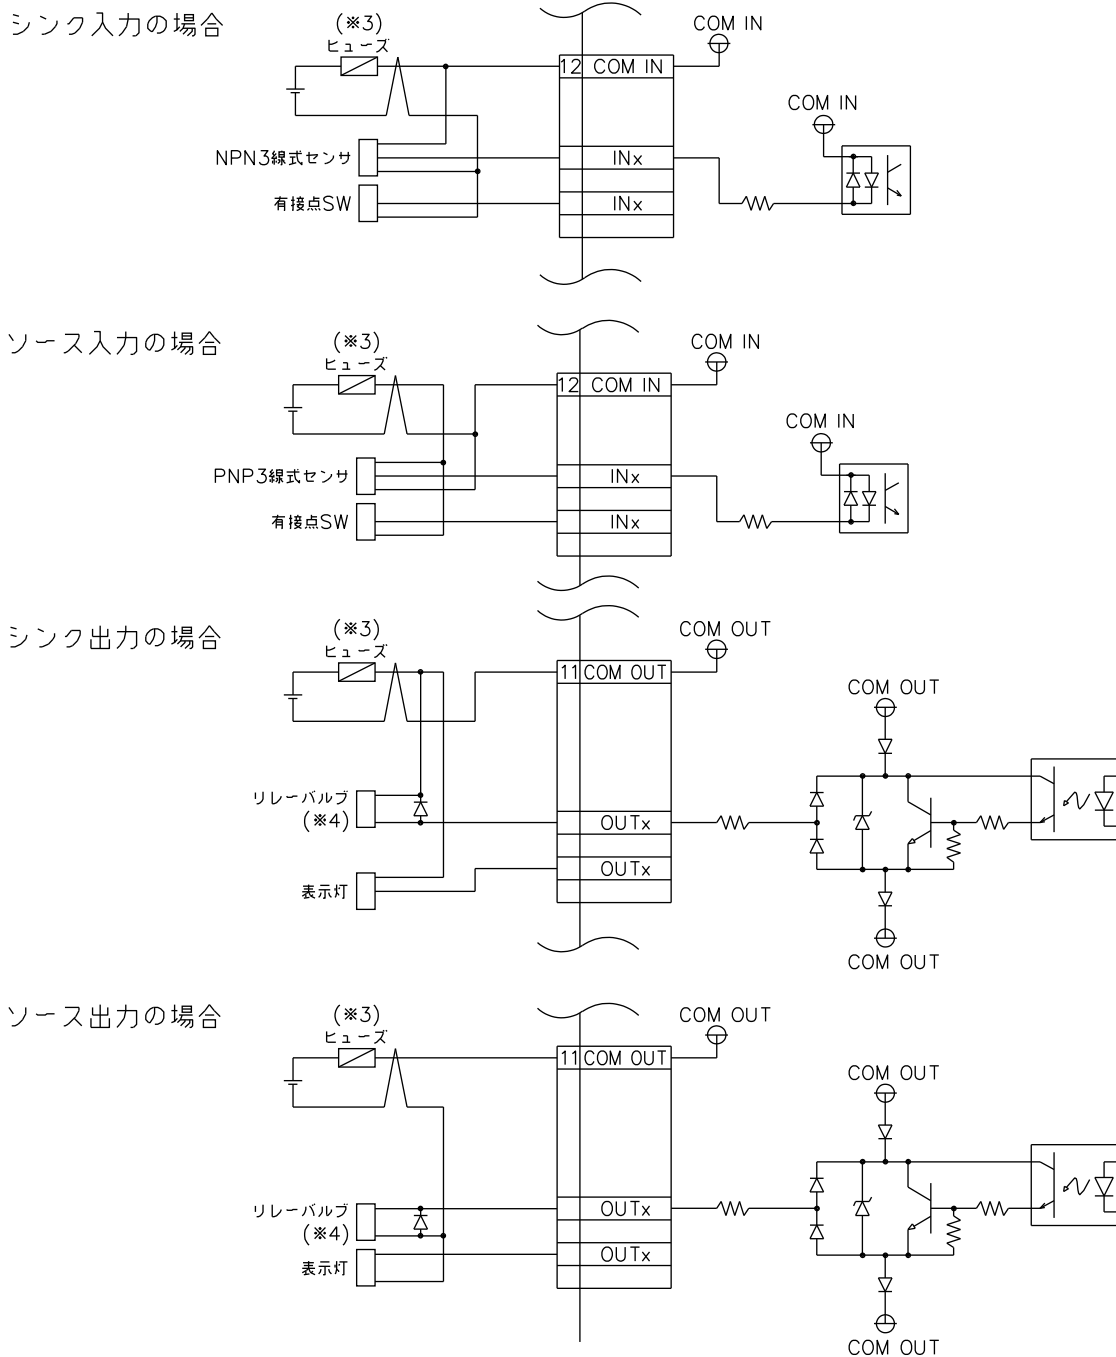 シンク入力の場合
(※3)
ヒューズ
COM IN
12 COM IN
COM IN
NPN3線式センサ
INx
有接点SW
INx
ソース入力の場合
(※3)
ヒューズ
COM IN
12 COM IN
COM IN
PNP3線式センサ
INx
有接点SW
INx
シンク出力の場合
(※3)
ヒューズ
COM OUT
11 COM OUT
COM OUT
リレーバルブ
(※4)
OUTx
OUTx
表示灯
COM OUT
ソース出力の場合
(※3)
ヒューズ
COM OUT
11 COM OUT
COM OUT
リレーバルブ
(※4)
OUTx
OUTx
表示灯
COM OUT